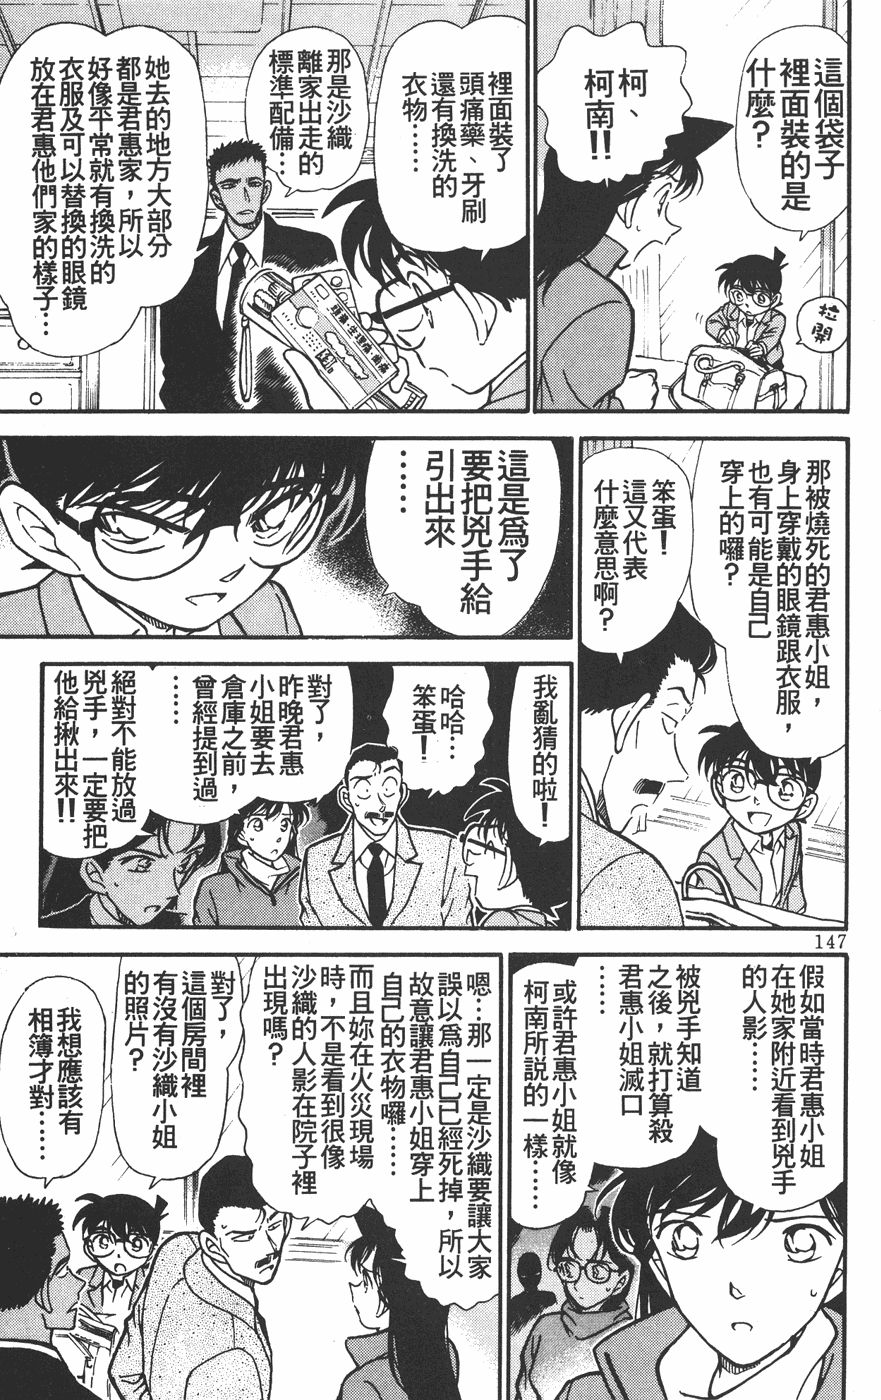 這個袋子
裡面裝的是
什麼?
柯、
柯南!!
拉開
裡面裝了
頭痛藥、牙刷
還有換洗的
衣物…
那是沙織
離家出走的
標準配備…
她去的地方大部分
都是君惠家，所以
好像平常就有換洗的
衣服及可以替換的眼鏡
放在君惠他們家的樣子…
那被燒死的君惠小姐，
身上穿戴的眼鏡跟衣服，
也有可能是自己
穿上的囉?
笨蛋!
這又代表
什麼意思啊?
這是為了
要把兇手給
引出來
……
我亂猜的啦!
哈哈…
笨蛋!
對了，
昨晚君惠
小姐要去
倉庫之前，
曾經提到過
……
絕對不能放過
兇手，一定要把
他給揪出來!!
147
假如當時君惠小姐
在她家附近看到兇手
的人影……
被兇手知道
之後，就打算殺
君惠小姐滅口
……
或許君惠小姐就像
柯南所說的一樣……
嗯…那一定是沙織要讓大家
誤以為自己已經死掉，所以
故意讓君惠小姐穿上
自己的衣物囉……
而且妳在火災現場
時，不是看到很像
沙織的人影在院子裡
出現嗎?
對了，
這個房間裡
有沒有沙織小姐
的照片?
我想應該有
相簿才對……